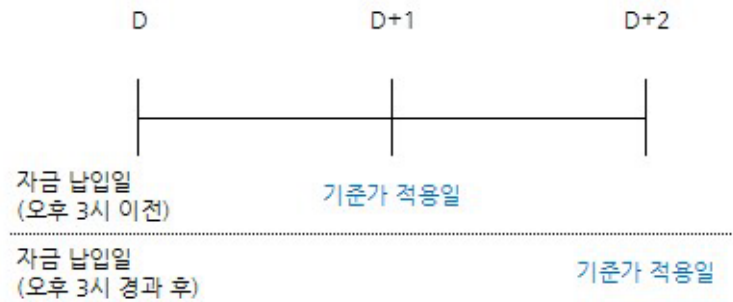 D D+1 D+2
자금 납입일
(오후 3시 이전)
기준가 적용일
자금 납입일
(오후 3시 경과 후)
기준가 적용일